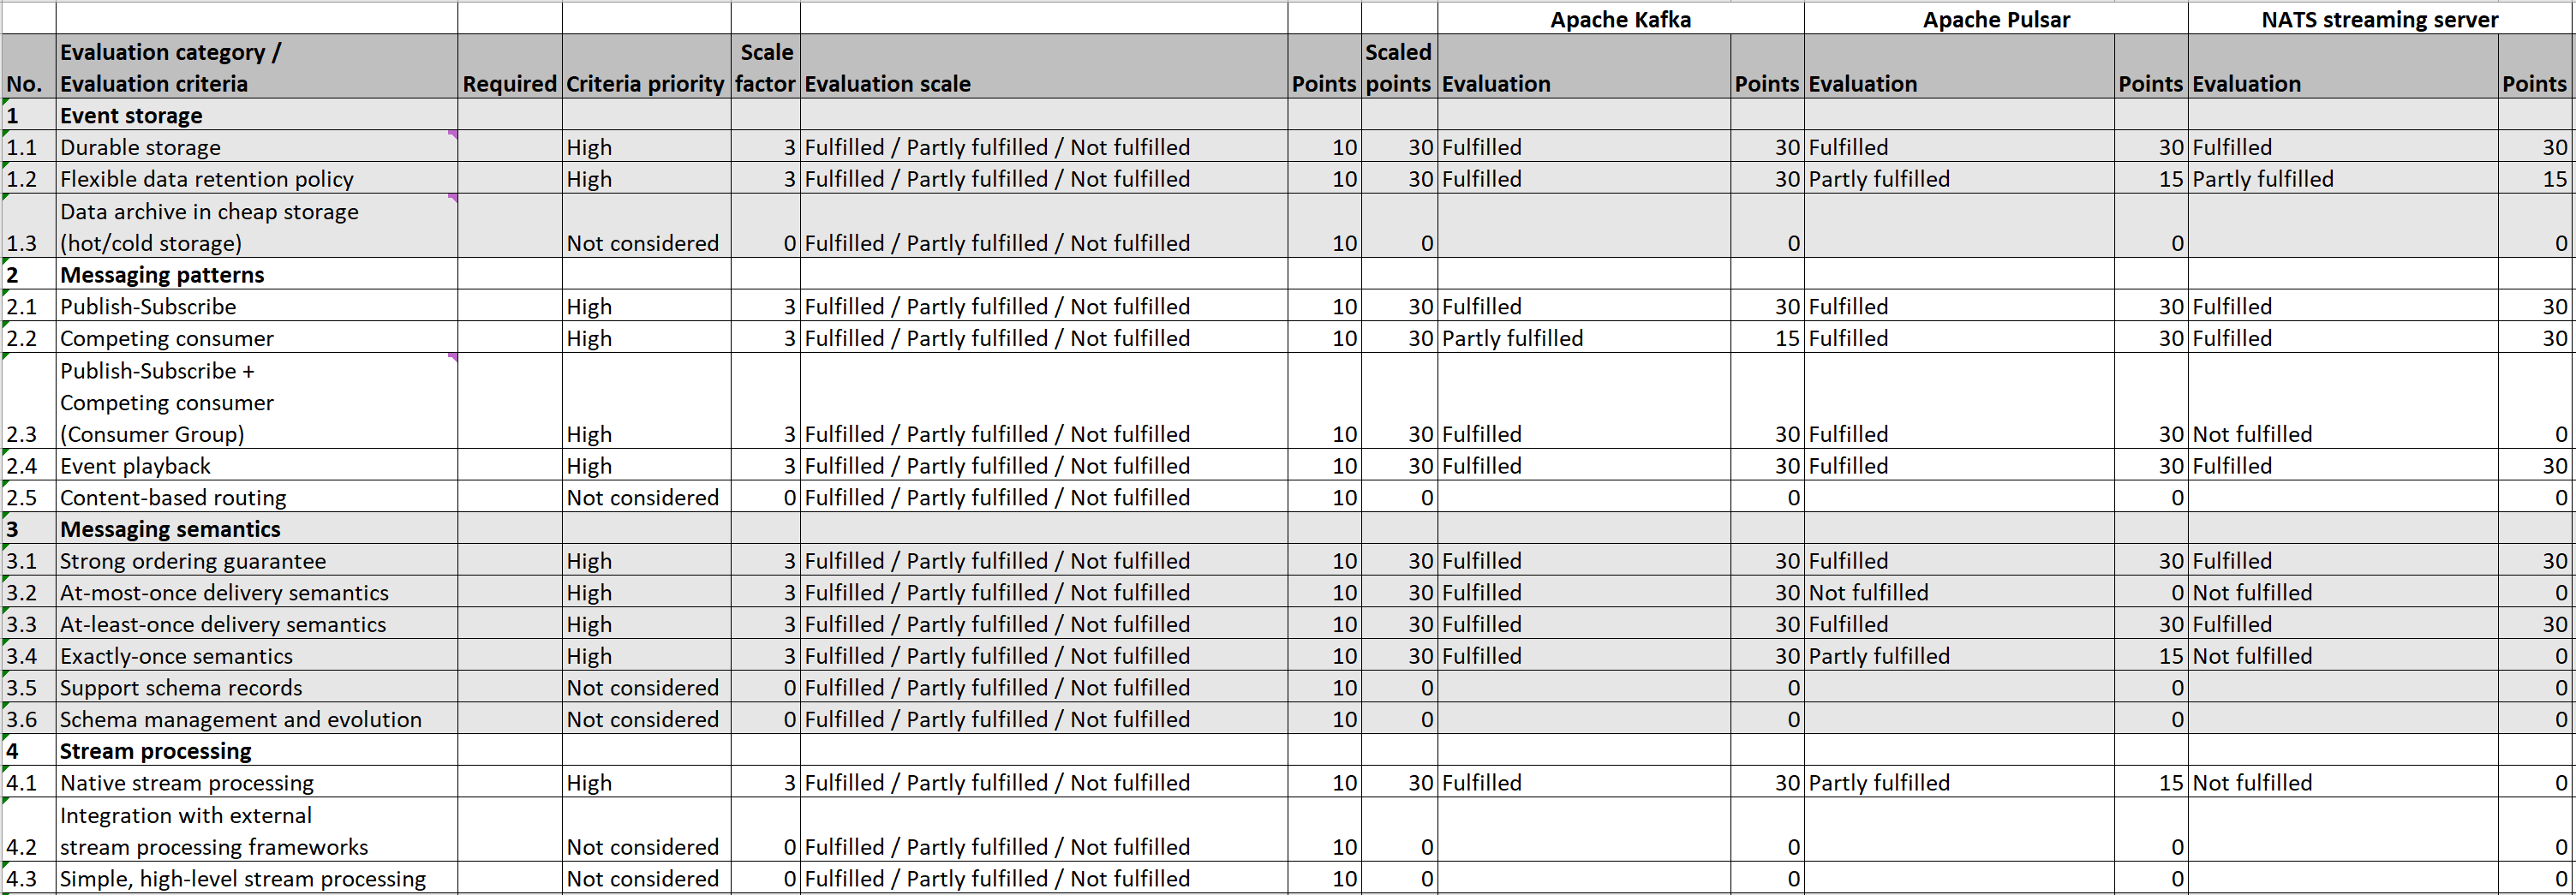 Apache Kafka Apache Pulsar NATS streaming server
Evaluation category / Scale Scaled
No. Evaluation criteria Required Criteria priority factor Evaluation scale Points points Evaluation Points Evaluation Points Evaluation Points
1 Event storage
1.1 Durable storage High 3 Fulfilled / Partly fulfilled / Not fulfilled 10 30 Fulfilled 30 Fulfilled 30 Fulfilled 30
1.2 Flexible data retention policy High 3 Fulfilled / Partly fulfilled / Not fulfilled 10 30 Fulfilled 30 Partly fulfilled 15 Partly fulfilled 15
Data archive in cheap storage
1.3 (hot/cold storage) Not considered 0 Fulfilled / Partly fulfilled / Not fulfilled 10 0 0 0 0
2 Messaging patterns
2.1 Publish-Subscribe High 3 Fulfilled / Partly fulfilled / Not fulfilled 10 30 Fulfilled 30 Fulfilled 30 Fulfilled 30
2.2 Competing consumer High 3 Fulfilled / Partly fulfilled / Not fulfilled 10 30 Partly fulfilled 15 Fulfilled 30 Fulfilled 30
Publish-Subscribe +
Competing consumer
2.3 (Consumer Group) High 3 Fulfilled / Partly fulfilled / Not fulfilled 10 30 Fulfilled 30 Fulfilled 30 Not fulfilled 0
2.4 Event playback High 3 Fulfilled / Partly fulfilled / Not fulfilled 10 30 Fulfilled 30 Fulfilled 30 Fulfilled 30
2.5 Content-based routing Not considered 0 Fulfilled / Partly fulfilled / Not fulfilled 10 0 0 0 0
3 Messaging semantics
3.1 Strong ordering guarantee High 3 Fulfilled / Partly fulfilled / Not fulfilled 10 30 Fulfilled 30 Fulfilled 30 Fulfilled 30
3.2 At-most-once delivery semantics High 3 Fulfilled / Partly fulfilled / Not fulfilled 10 30 Fulfilled 30 Not fulfilled 0 Not fulfilled 0
3.3 At-least-once delivery semantics High 3 Fulfilled / Partly fulfilled / Not fulfilled 10 30 Fulfilled 30 Fulfilled 30 Fulfilled 30
3.4 Exactly-once semantics High 3 Fulfilled / Partly fulfilled / Not fulfilled 10 30 Fulfilled 30 Partly fulfilled 15 Not fulfilled 0
3.5 Support schema records Not considered 0 Fulfilled / Partly fulfilled / Not fulfilled 10 0 0 0 0
3.6 Schema management and evolution Not considered 0 Fulfilled / Partly fulfilled / Not fulfilled 10 0 0 0 0
4 Stream processing
4.1 Native stream processing High 3 Fulfilled / Partly fulfilled / Not fulfilled 10 30 Fulfilled 30 Partly fulfilled 15 Not fulfilled 0
Integration with external
4.2 stream processing frameworks Not considered 0 Fulfilled / Partly fulfilled / Not fulfilled 10 0 0 0 0
4.3 Simple, high-level stream processing Not considered 0 Fulfilled / Partly fulfilled / Not fulfilled 10 0 0 0 0